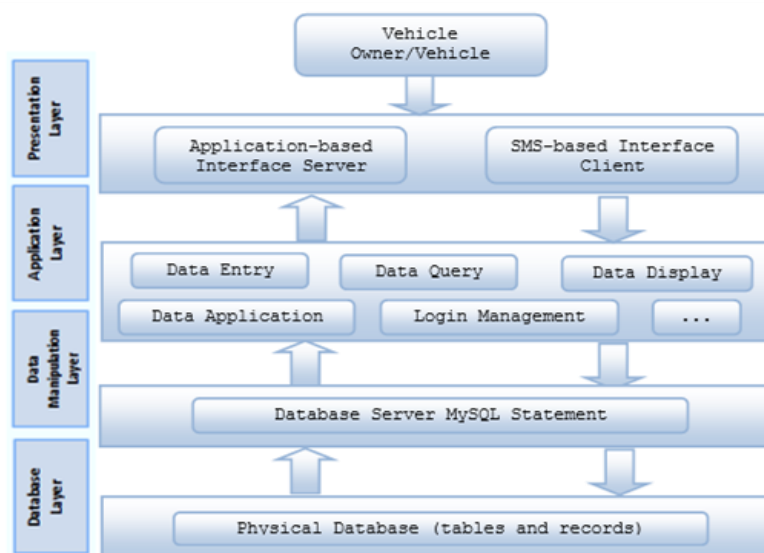 Vehicle
Owner/Vehicle
Presentation
Layer
Application-based
Interface Server
SMS-based Interface
Client
Application
Layer
Data Entry
Data Query
Data Display
Data Application
Login Management
...
Data
Manipulation
Layer
Database Server MySQL Statement
Database
Layer
Physical Database (tables and records)